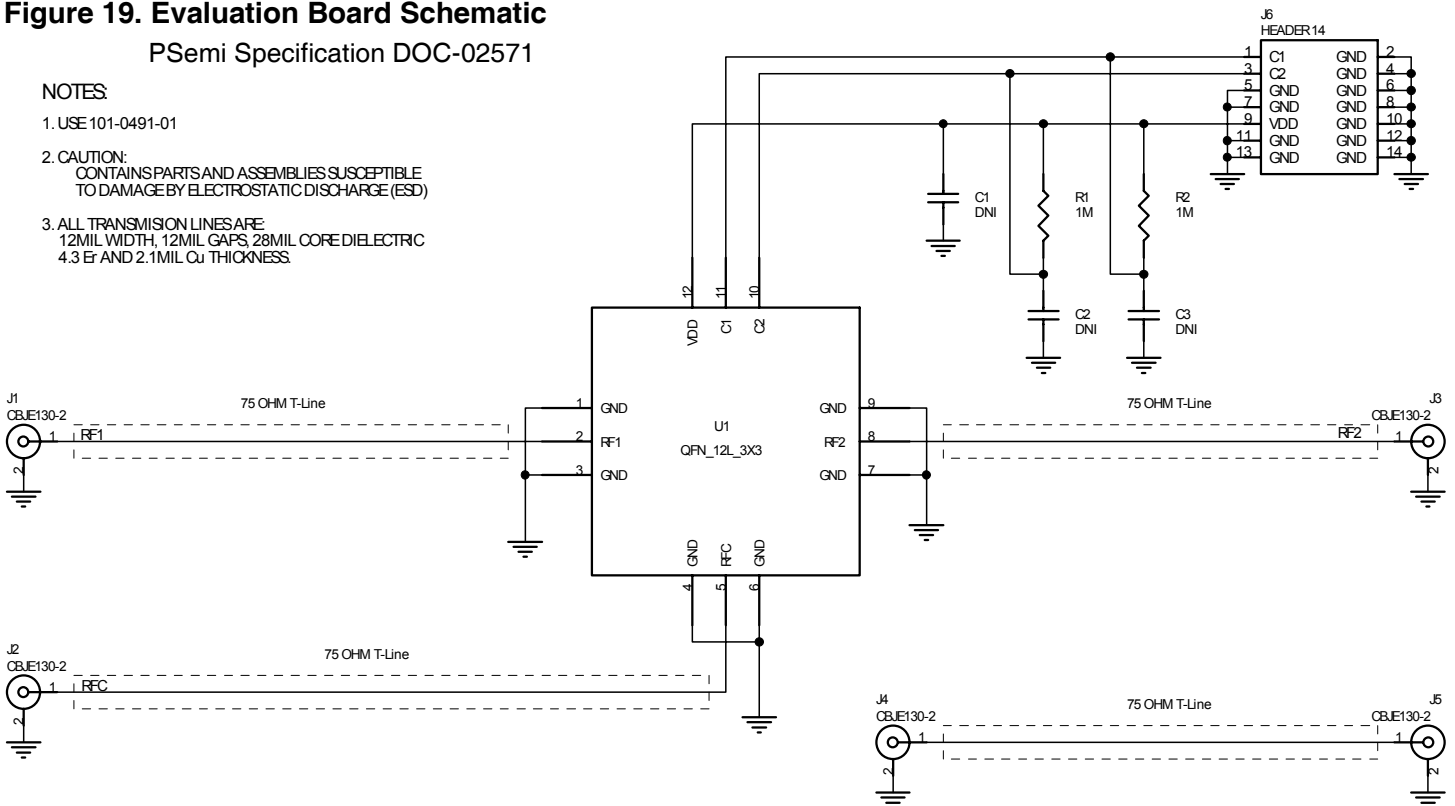 Figure 19. Evaluation Board Schematic
PSemi Specification DOC-02571
NOTES:
1. USE 101-0491-01
2. CAUTION:
CONTAINS PARTS AND ASSEMBLIES SUSCEPTIBLE
TO DAMAGE BY ELECTROSTATIC DISCHARGE (ESD)
3. ALL TRANSMISION LINES ARE:
12MIL WIDTH, 12MIL GAPS, 28MIL CORE DIELECTRIC
4.3 Er AND 2.1MIL Cu THICKNESS.
J6
HEADER 14
1 C1 GND 2
3 C2 GND 4
5 GND GND 6
7 GND GND 8
9 VDD GND 10
11 GND GND 12
13 GND GND 14
C1
DNI
R1
1M
R2
1M
C2
DNI
C3
DNI
12 11 10
VDD C1 C2
J1
CBJE130-2
1
2
RF1
75 OHM T-Line
1 GND
2 RF1
3 GND
U1
QFN_12L_3X3
GND 9
RF2 8
GND 7
75 OHM T-Line
RF2
J3
CBJE130-2
1
2
GND RFC GND
4 5 6
J2
CBJE130-2
1
2
RFC
75 OHM T-Line
J4
CBJE130-2
1
2
75 OHM T-Line
J5
CBJE130-2
1
2